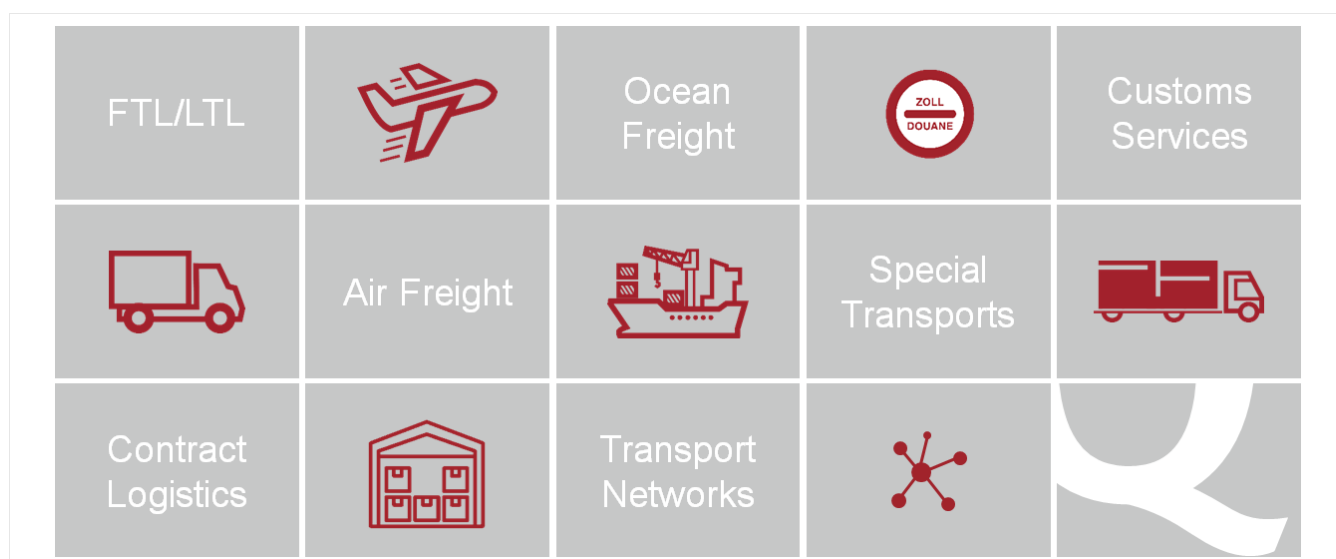 FTL/LTL
Ocean
Freight
ZOLL
DOUANE
Customs
Services
Air Freight
Special
Transports
Contract
Logistics
Transport
Networks
Q